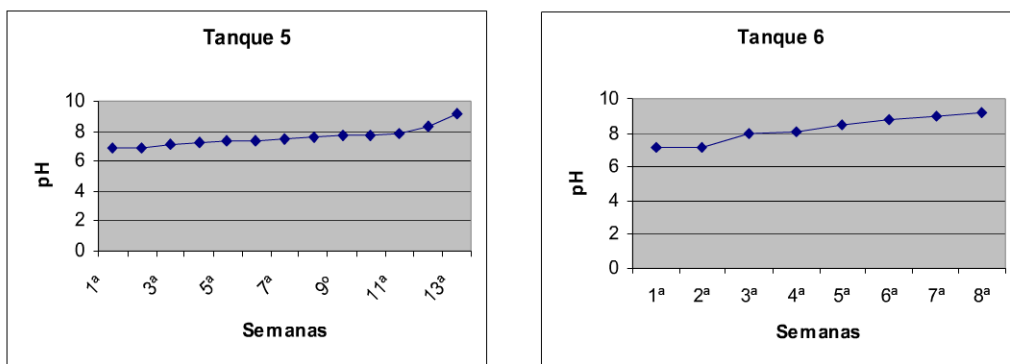 Tanque 5
10
8
6
4
2
0
pH
1ª
3ª
5ª
7ª
9º
11ª
13ª
Semanas
Tanque 6
10
8
6
4
2
0
pH
1ª 2ª 3ª 4ª 5ª 6ª 7ª 8ª
Semanas